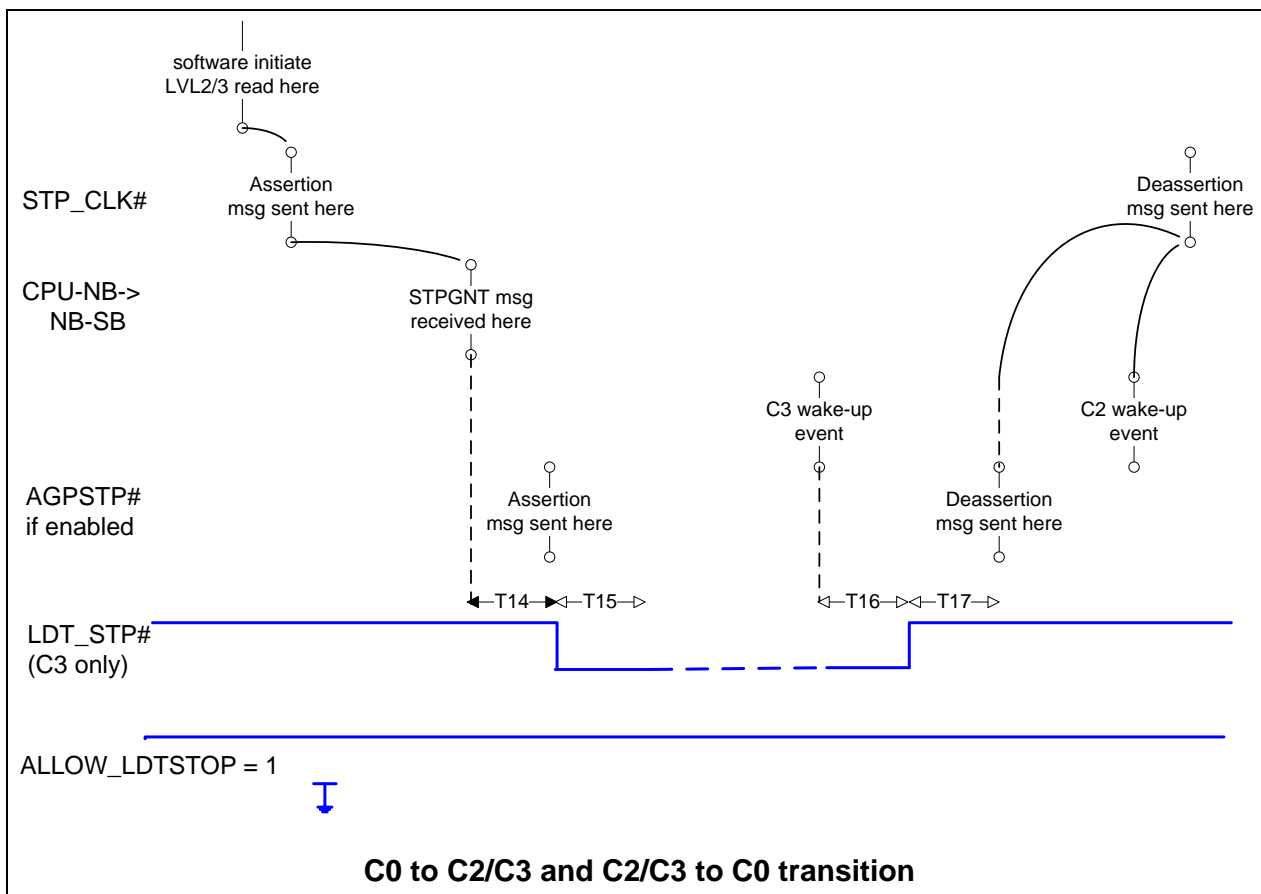 software initiate
LVL2/3 read here
STP_CLK#
Assertion
msg sent here
Deassertion
msg sent here
CPU-NB->
NB-SB
STPGNT msg
received here
C3 wake-up
event
C2 wake-up
event
AGPSTP#
if enabled
Assertion
msg sent here
Deassertion
msg sent here
T14
T15
T16
T17
LDT_STP#
(C3 only)
ALLOW_LDTSTOP = 1
C0 to C2/C3 and C2/C3 to C0 transition